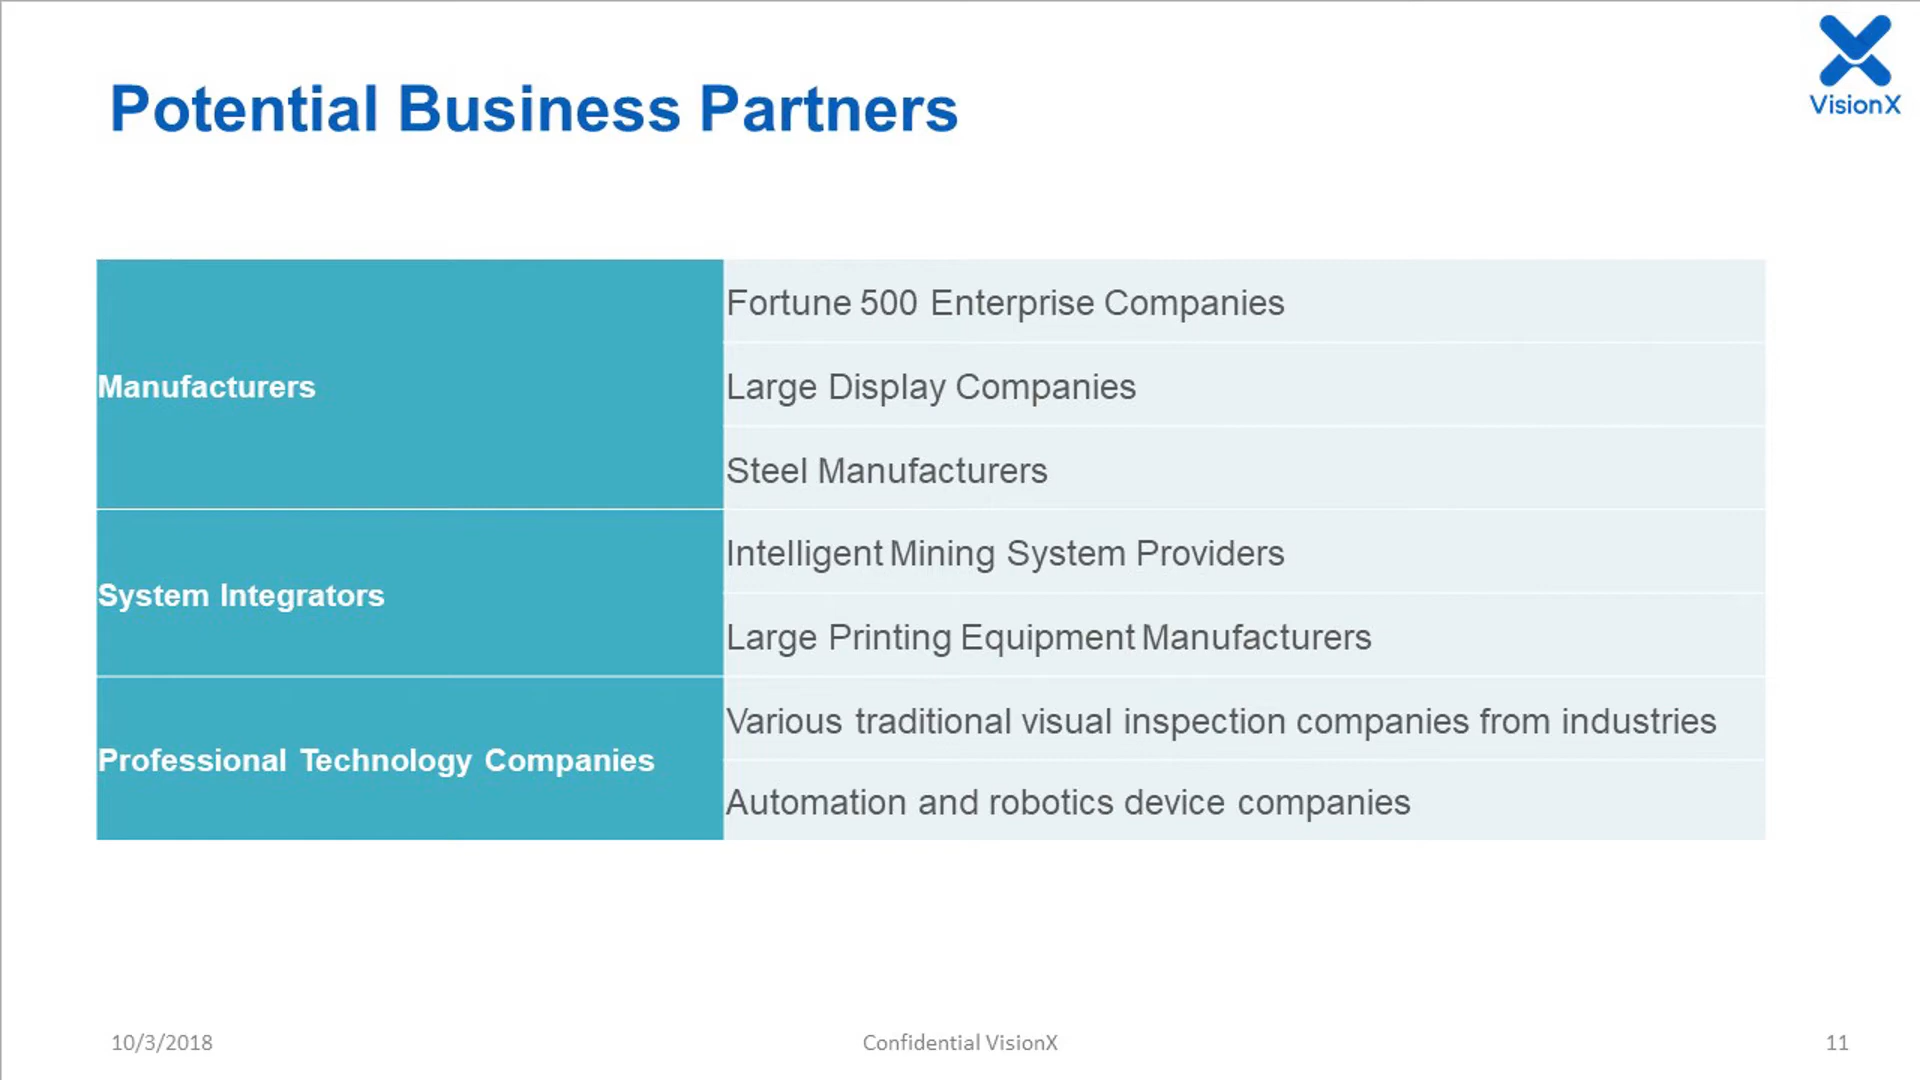 VisionX
Potential Business Partners
Manufacturers
Fortune 500 Enterprise Companies
Large Display Companies
Steel Manufacturers
System Integrators
Intelligent Mining System Providers
Large Printing Equipment Manufacturers
Professional Technology Companies
Various traditional visual inspection companies from industries
Automation and robotics device companies
10/3/2018
Confidential VisionX
11